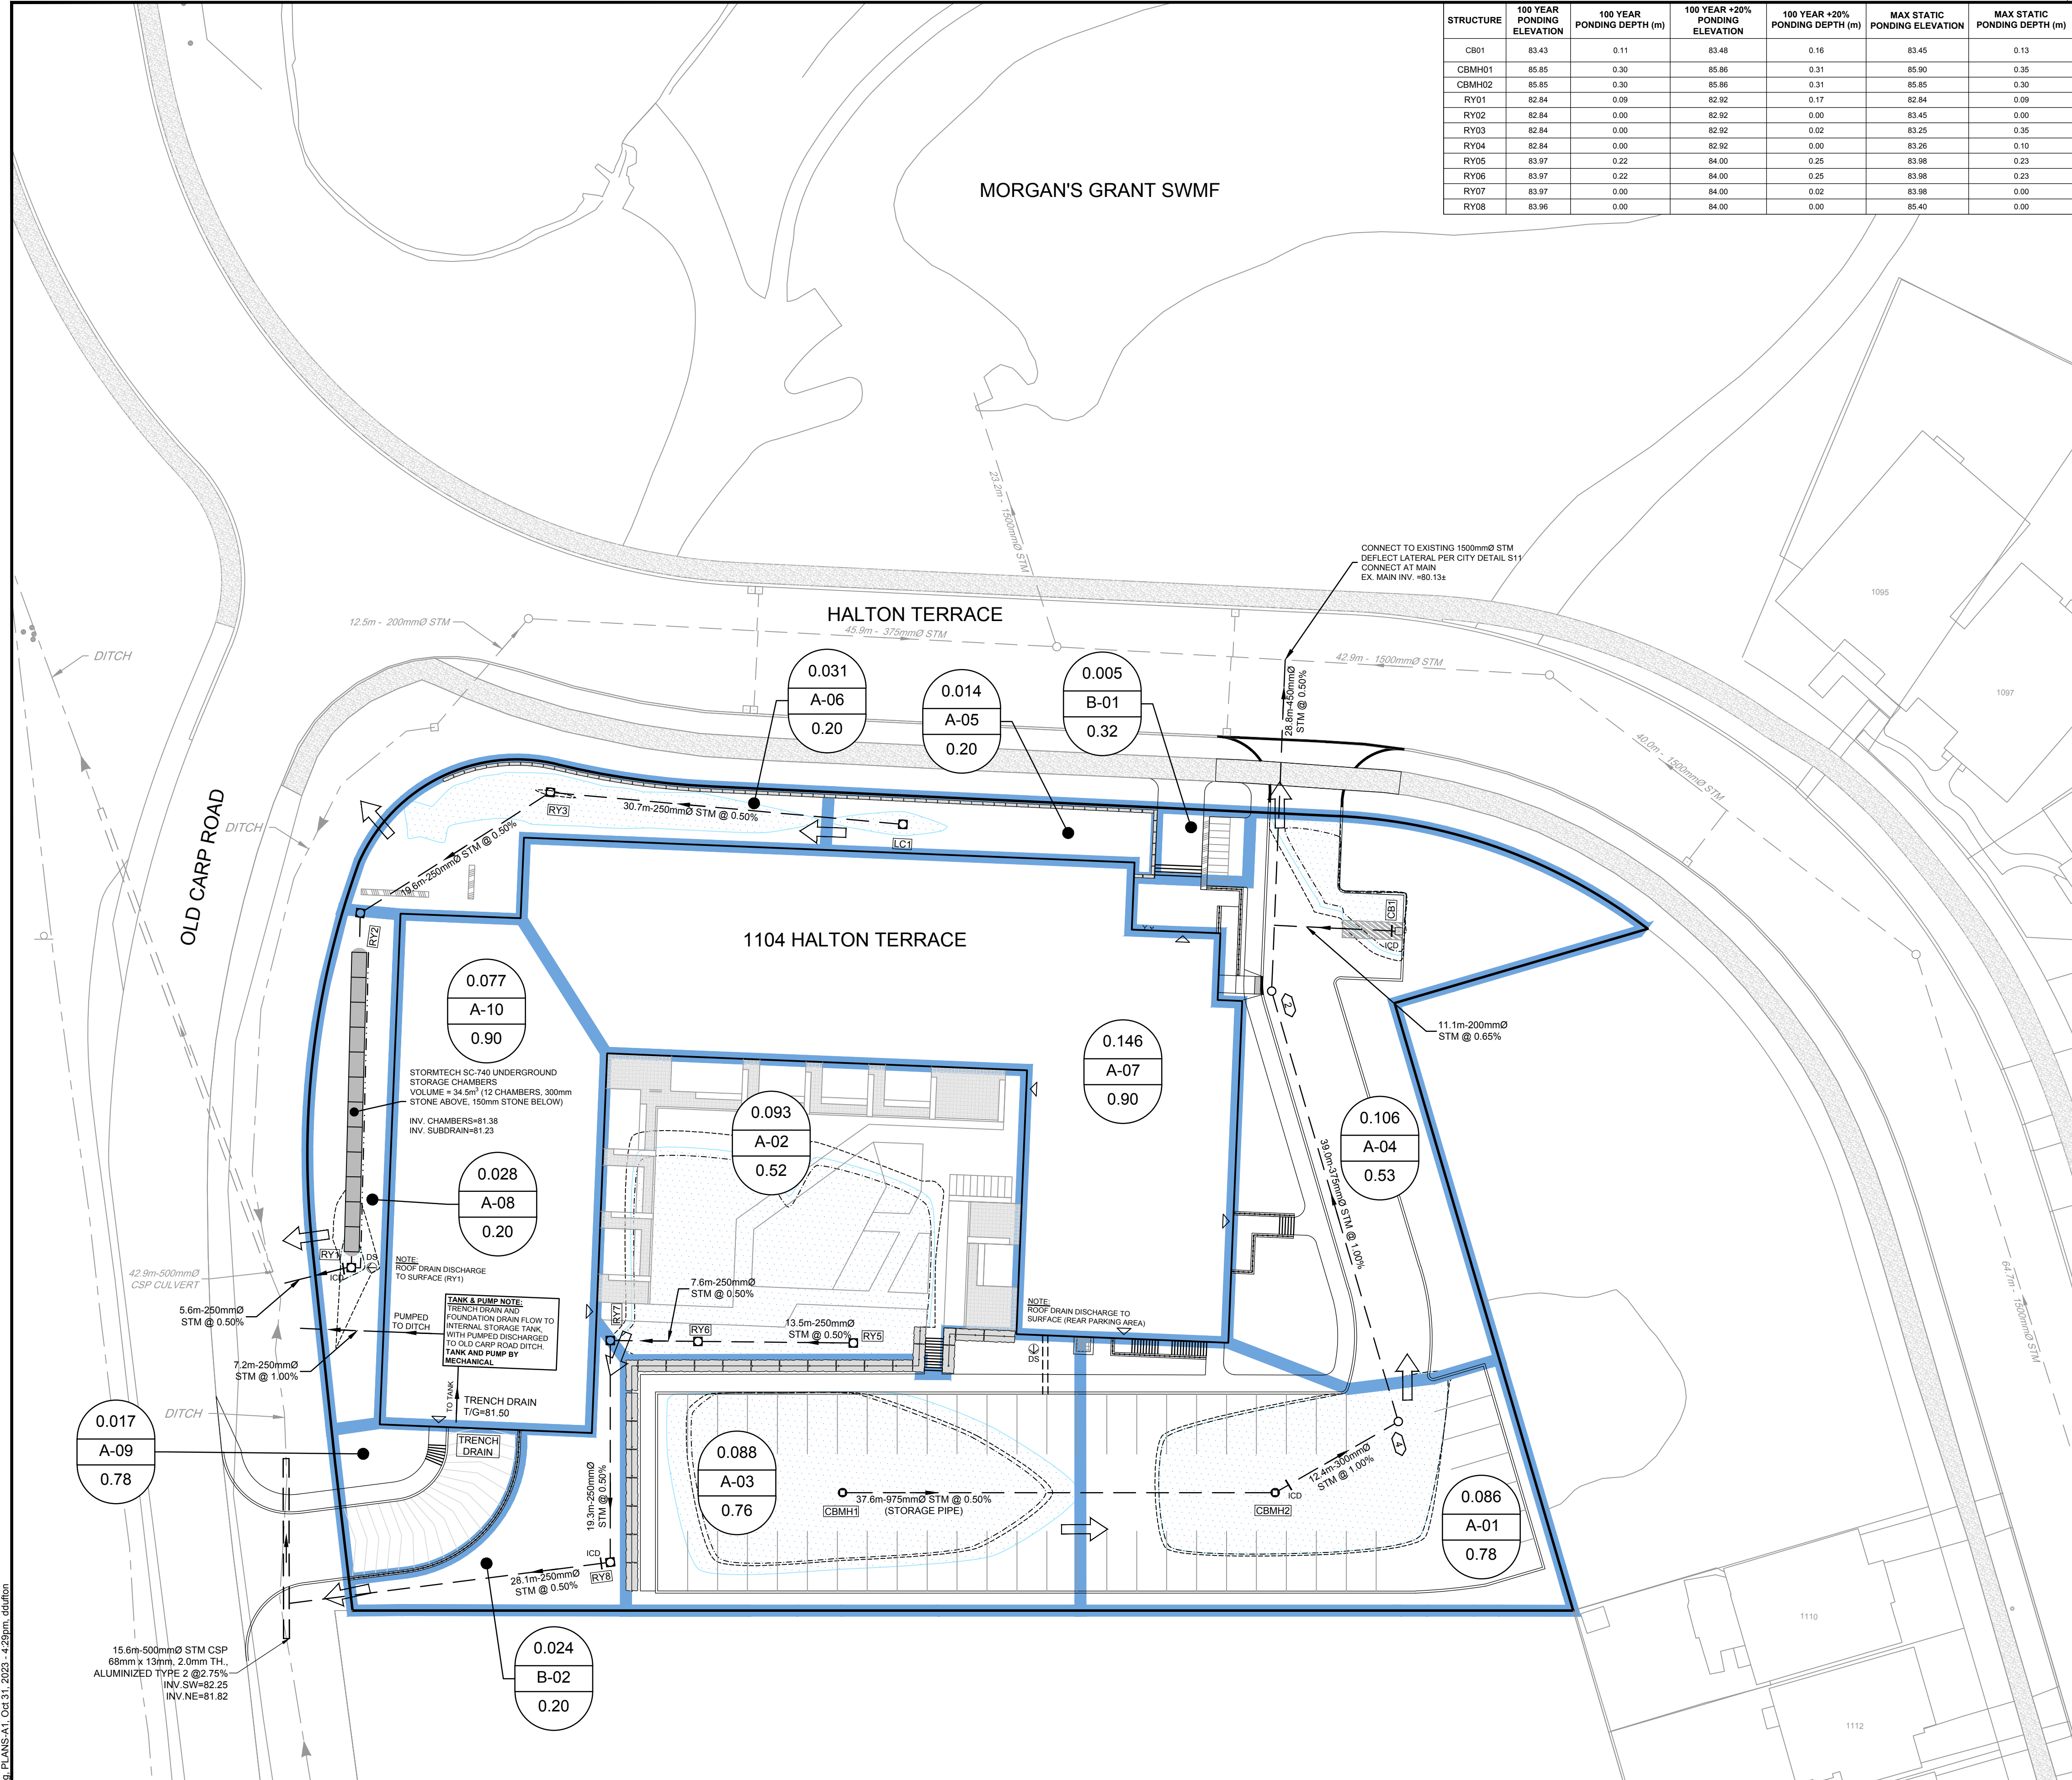 STRUCTURE 100 YEAR PONDING ELEVATION 100 YEAR PONDING DEPTH (m) 100 YEAR +20% PONDING ELEVATION 100 YEAR +20% PONDING DEPTH (m) MAX STATIC PONDING ELEVATION MAX STATIC PONDING DEPTH (m)
CB01 83.43 0.11 83.48 0.16 83.45 0.13
CBMH01 85.85 0.30 85.86 0.31 85.90 0.35
CBMH02 85.85 0.30 85.86 0.31 85.85 0.30
RY01 82.84 0.09 82.92 0.17 82.84 0.09
RY02 82.84 0.00 82.92 0.00 83.45 0.00
RY03 82.84 0.00 82.92 0.02 83.25 0.35
RY04 82.84 0.00 82.92 0.00 83.26 0.10
RY05 83.97 0.22 84.00 0.25 83.98 0.23
RY06 83.97 0.22 84.00 0.25 83.98 0.23
RY07 83.97 0.00 84.00 0.02 83.98 0.00
RY08 83.96 0.00 84.00 0.00 85.40 0.00
MORGAN'S GRANT SWMF
23.2m - 1500mmØ STM
CONNECT TO EXISTING 1500mmØ STM
DEFLECT LATERAL PER CITY DETAIL S11
CONNECT AT MAIN
EX. MAIN INV. =80.13±
1095
1097
HALTON TERRACE
12.5m - 200mmØ STM
45.9m - 375mmØ STM
42.9m - 1500mmØ STM
40.0m - 1500mmØ STM
64.7m - 1500mmØ STM
DITCH
0.031
A-06
0.20
0.014
A-05
0.20
0.005
B-01
0.32
28.8m-450mmØ
STM @ 0.50%
OLD CARP ROAD
DITCH
RY3
30.7m-250mmØ STM @ 0.50%
LC1
19.6m-250mmØ STM @ 0.50%
RY2
CB1
ICD
1104 HALTON TERRACE
2
11.1m-200mmØ
STM @ 0.65%
0.077
A-10
0.90
STORMTECH SC-740 UNDERGROUND
STORAGE CHAMBERS
VOLUME = 34.5m³ (12 CHAMBERS, 300mm
STONE ABOVE, 150mm STONE BELOW)
INV. CHAMBERS=81.38
INV. SUBDRAIN=81.23
0.028
A-08
0.20
0.093
A-02
0.52
0.146
A-07
0.90
0.106
A-04
0.53
39.0m-375mmØ STM @ 1.00%
RY1
DS
ICD
NOTE:
ROOF DRAIN DISCHARGE
TO SURFACE (RY1)
42.9m-500mmØ
CSP CULVERT
5.6m-250mmØ
STM @ 0.50%
PUMPED
TO DITCH
TANK & PUMP NOTE:
TRENCH DRAIN AND
FOUNDATION DRAIN FLOW TO
INTERNAL STORAGE TANK,
WITH PUMPED DISCHARGED
TO OLD CARP ROAD DITCH.
TANK AND PUMP BY
MECHANICAL
7.2m-250mmØ
STM @ 1.00%
7.6m-250mmØ
STM @ 0.50%
RY7
RY6
13.5m-250mmØ
STM @ 0.50%
RY5
NOTE:
ROOF DRAIN DISCHARGE TO
SURFACE (REAR PARKING AREA)
DS
TO TANK
TRENCH DRAIN
T/G=81.50
TRENCH
DRAIN
DITCH
0.017
A-09
0.78
19.3m-250mmØ
STM @ 0.50%
0.088
A-03
0.76
CBMH1
37.6m-975mmØ STM @ 0.50%
(STORAGE PIPE)
CBMH2
ICD
12.4m-300mmØ
STM @ 1.00%
4
0.086
A-01
0.78
ICD
RY8
28.1m-250mmØ
STM @ 0.50%
15.6m-500mmØ STM CSP
68mm x 13mm, 2.0mm TH.,
ALUMINIZED TYPE 2 @2.75%
INV.SW=82.25
INV.NE=81.82
0.024
B-02
0.20
1110
1112
PLANS-A1, Oct 31, 2023 - 4:29pm, ddufton